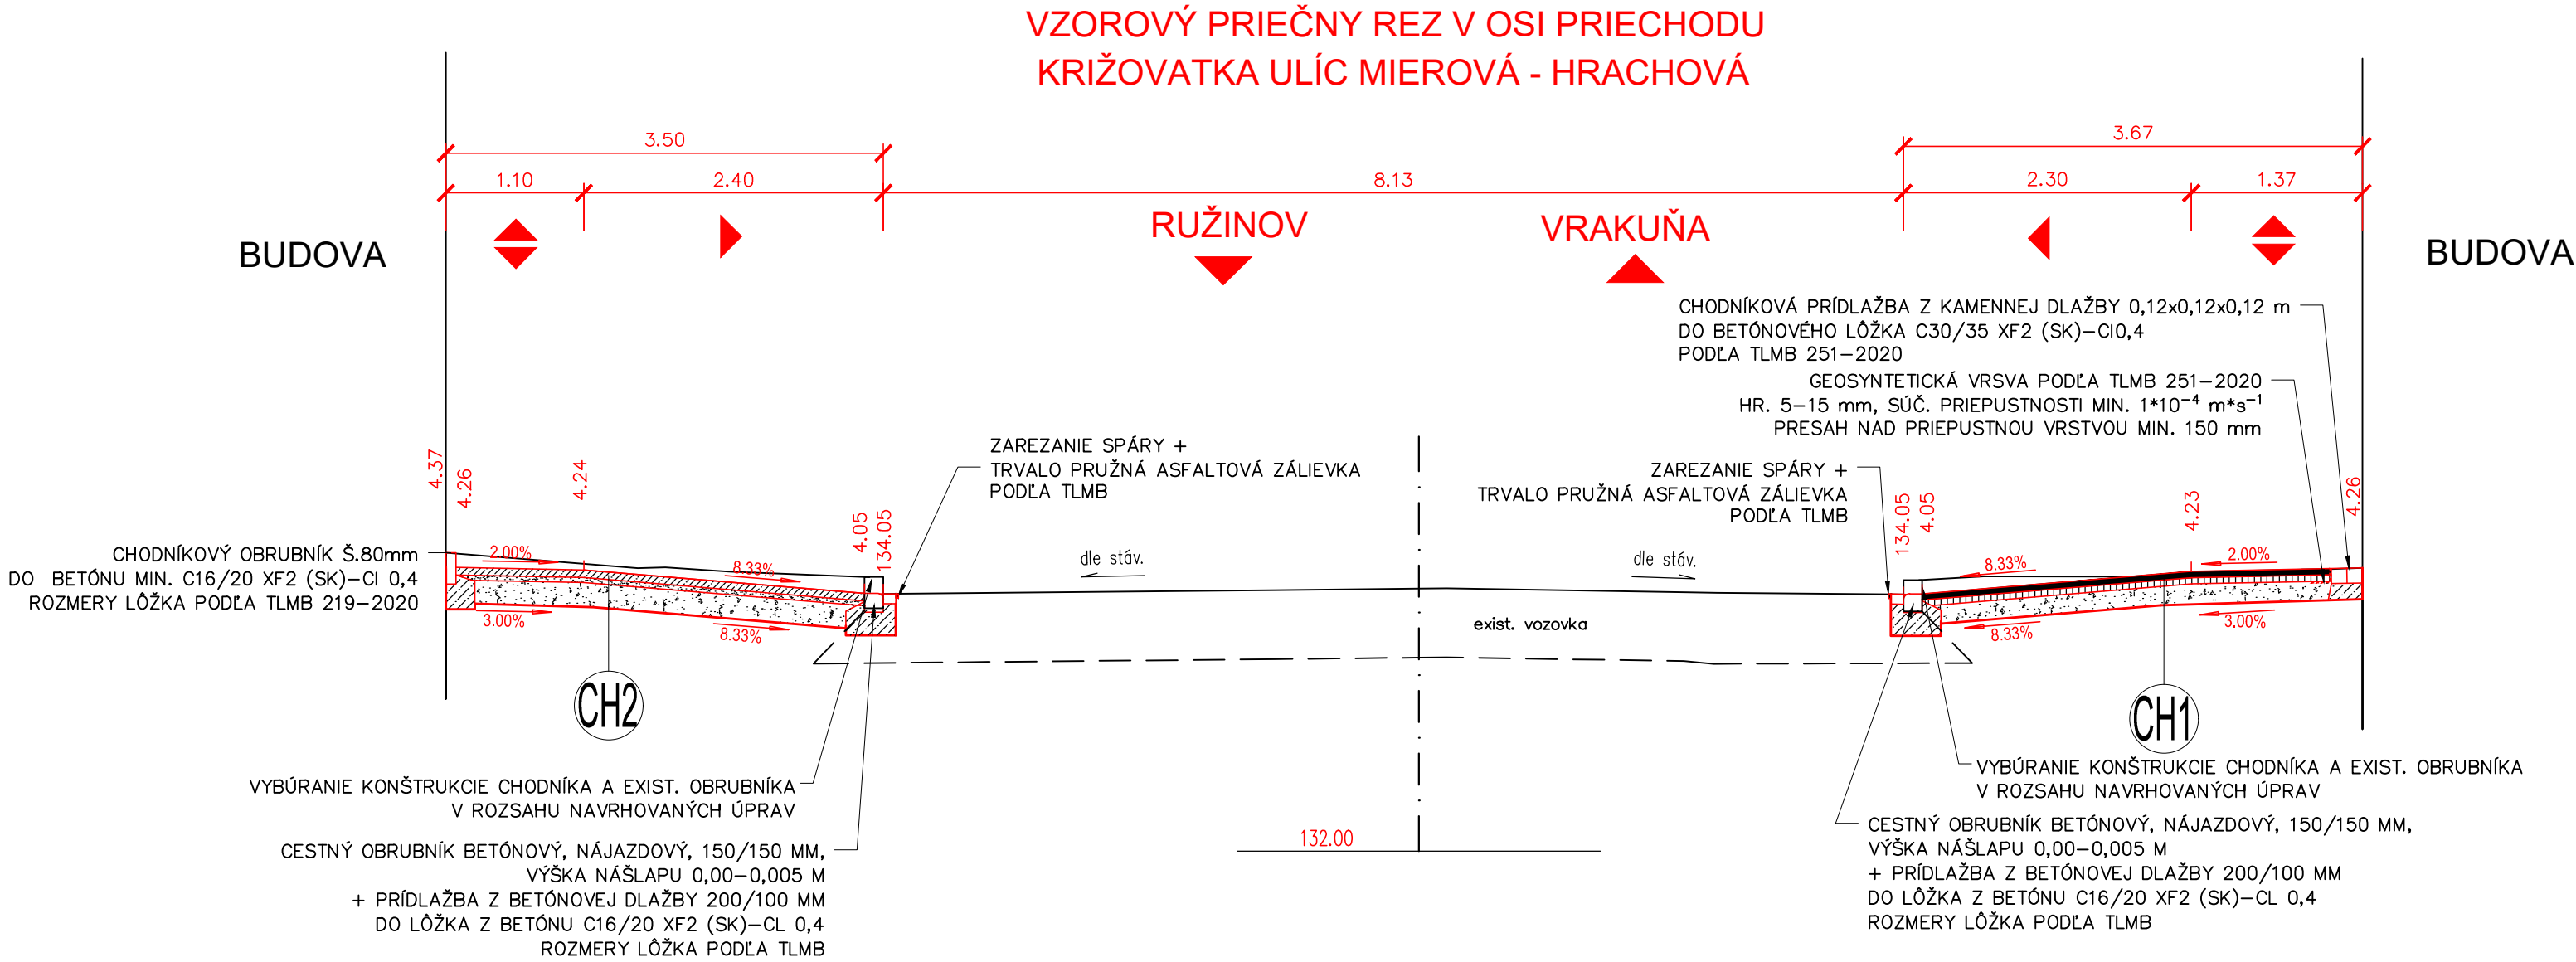 VZOROVÝ PRIEČNY REZ V OSI PRIECHODU
KRIŽOVATKA ULÍC MIEROVÁ - HRACHOVÁ
3.50
3.67
1.10
2.40
8.13
2.30
1.37
BUDOVA
RUŽINOV
VRAKUŇA
BUDOVA
CHODNÍKOVÁ PRÍDLAŽBA Z KAMENNEJ DLAŽBY 0,12x0,12x0,12 m
DO BETÓNOVÉHO LÔŽKA C30/35 XF2 (SK)-Cl0,4
PODĽA TLMB 251-2020
GEOSYNTETICKÁ VRSVA PODĽA TLMB 251-2020
HR. 5-15 mm, SÚČ. PRIEPUSTNOSTI MIN. 1*10⁻⁴ m*s⁻¹
PRESAH NAD PRIEPUSTNOU VRSTVOU MIN. 150 mm
ZAREZANIE SPÁRY +
TRVALO PRUŽNÁ ASFALTOVÁ ZÁLIEVKA
PODĽA TLMB
ZAREZANIE SPÁRY +
TRVALO PRUŽNÁ ASFALTOVÁ ZÁLIEVKA
PODĽA TLMB
4.37
4.26
4.24
4.05
134.05
134.05
4.05
4.23
4.26
CHODNÍKOVÝ OBRUBNÍK Š.80mm
DO BETÓNU MIN. C16/20 XF2 (SK)-Cl 0,4
ROZMERY LÔŽKA PODĽA TLMB 219-2020
2.00%
8.33%
3.00%
8.33%
dle stáv.
dle stáv.
exist. vozovka
8.33%
2.00%
8.33%
3.00%
CH2
CH1
VYBÚRANIE KONŠTRUKCIE CHODNÍKA A EXIST. OBRUBNÍKA
V ROZSAHU NAVRHOVANÝCH ÚPRAV
CESTNÝ OBRUBNÍK BETÓNOVÝ, NÁJAZDOVÝ, 150/150 MM,
VÝŠKA NÁŠLAPU 0,00-0,005 M
+ PRÍDLAŽBA Z BETÓNOVEJ DLAŽBY 200/100 MM
DO LÔŽKA Z BETÓNU C16/20 XF2 (SK)-CL 0,4
ROZMERY LÔŽKA PODĽA TLMB
132.00
VYBÚRANIE KONŠTRUKCIE CHODNÍKA A EXIST. OBRUBNÍKA
V ROZSAHU NAVRHOVANÝCH ÚPRAV
CESTNÝ OBRUBNÍK BETÓNOVÝ, NÁJAZDOVÝ, 150/150 MM,
VÝŠKA NÁŠLAPU 0,00-0,005 M
+ PRÍDLAŽBA Z BETÓNOVEJ DLAŽBY 200/100 MM
DO LÔŽKA Z BETÓNU C16/20 XF2 (SK)-CL 0,4
ROZMERY LÔŽKA PODĽA TLMB